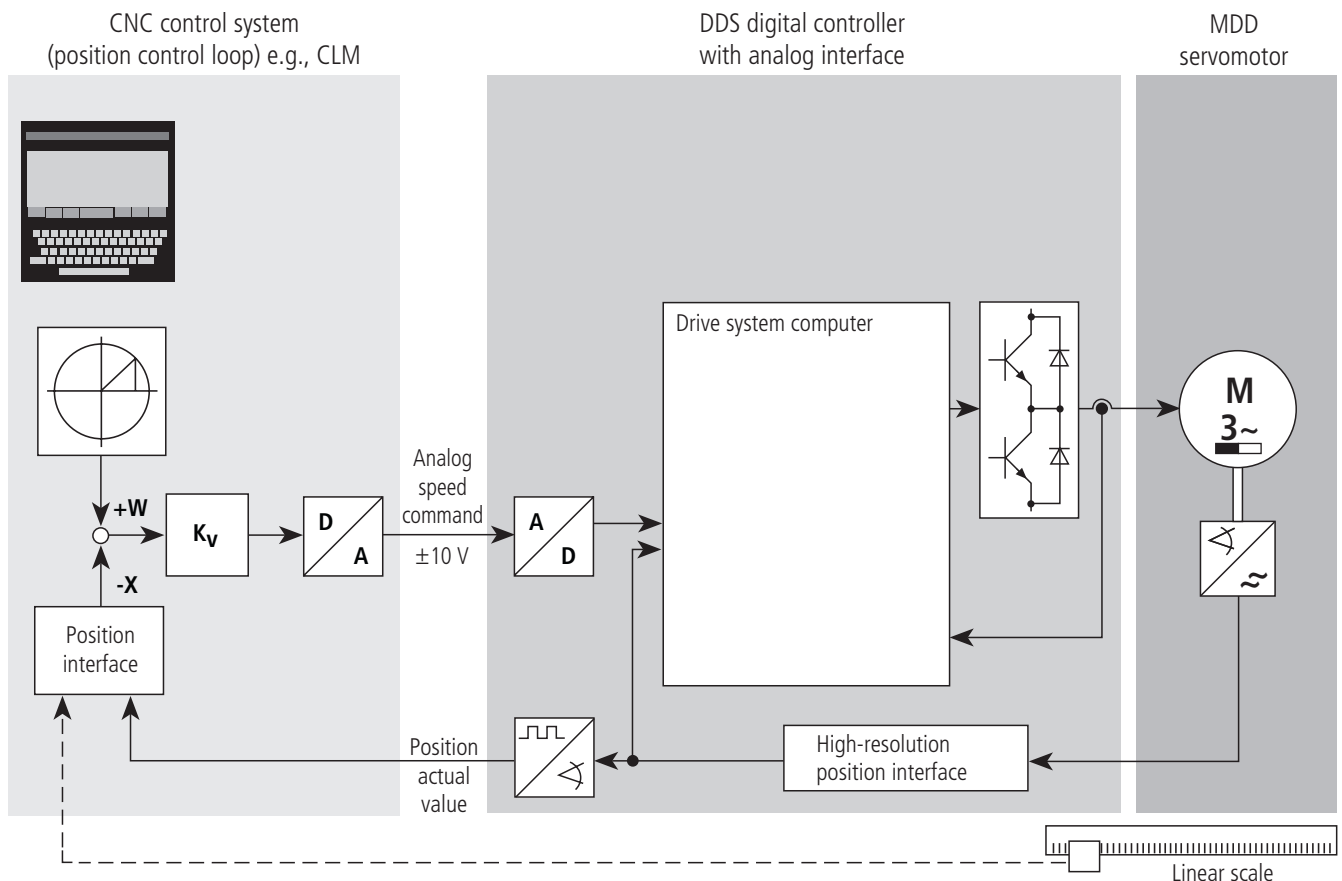 CNC control system
(position control loop) e.g., CLM
DDS digital controller
with analog interface
MDD
servomotor
Drive system computer
M
3~
Analog
speed
command
±10 V
+W
-X
Kv
D
A
A
D
Position
interface
Position
actual
value
High-resolution
position interface
Linear scale